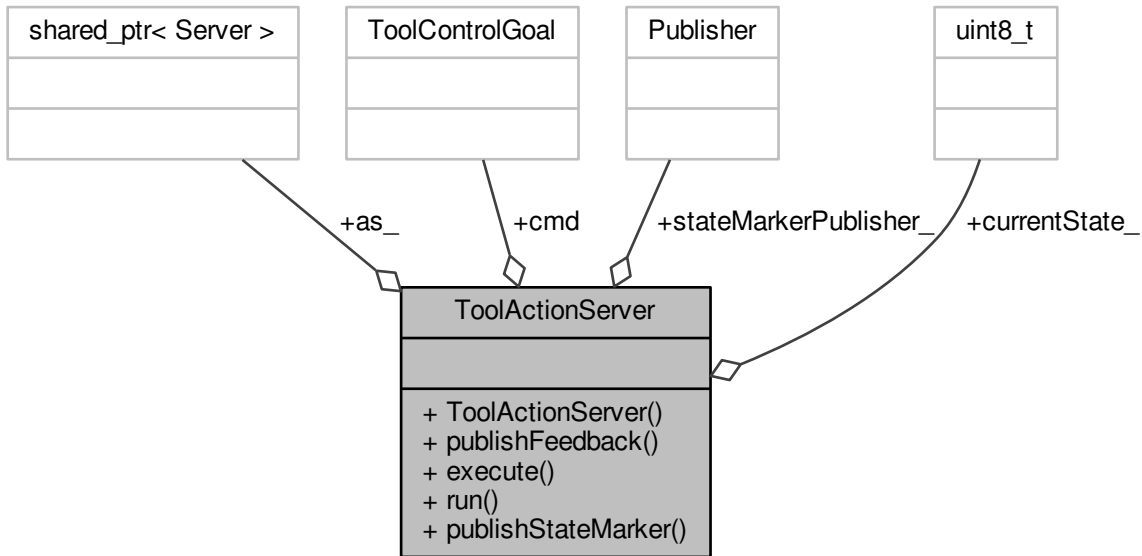 shared_ptr< Server >
ToolControlGoal
Publisher
uint8_t
+as_
+cmd
+stateMarkerPublisher_
+currentState_
ToolActionServer
+ ToolActionServer()
+ publishFeedback()
+ execute()
+ run()
+ publishStateMarker()